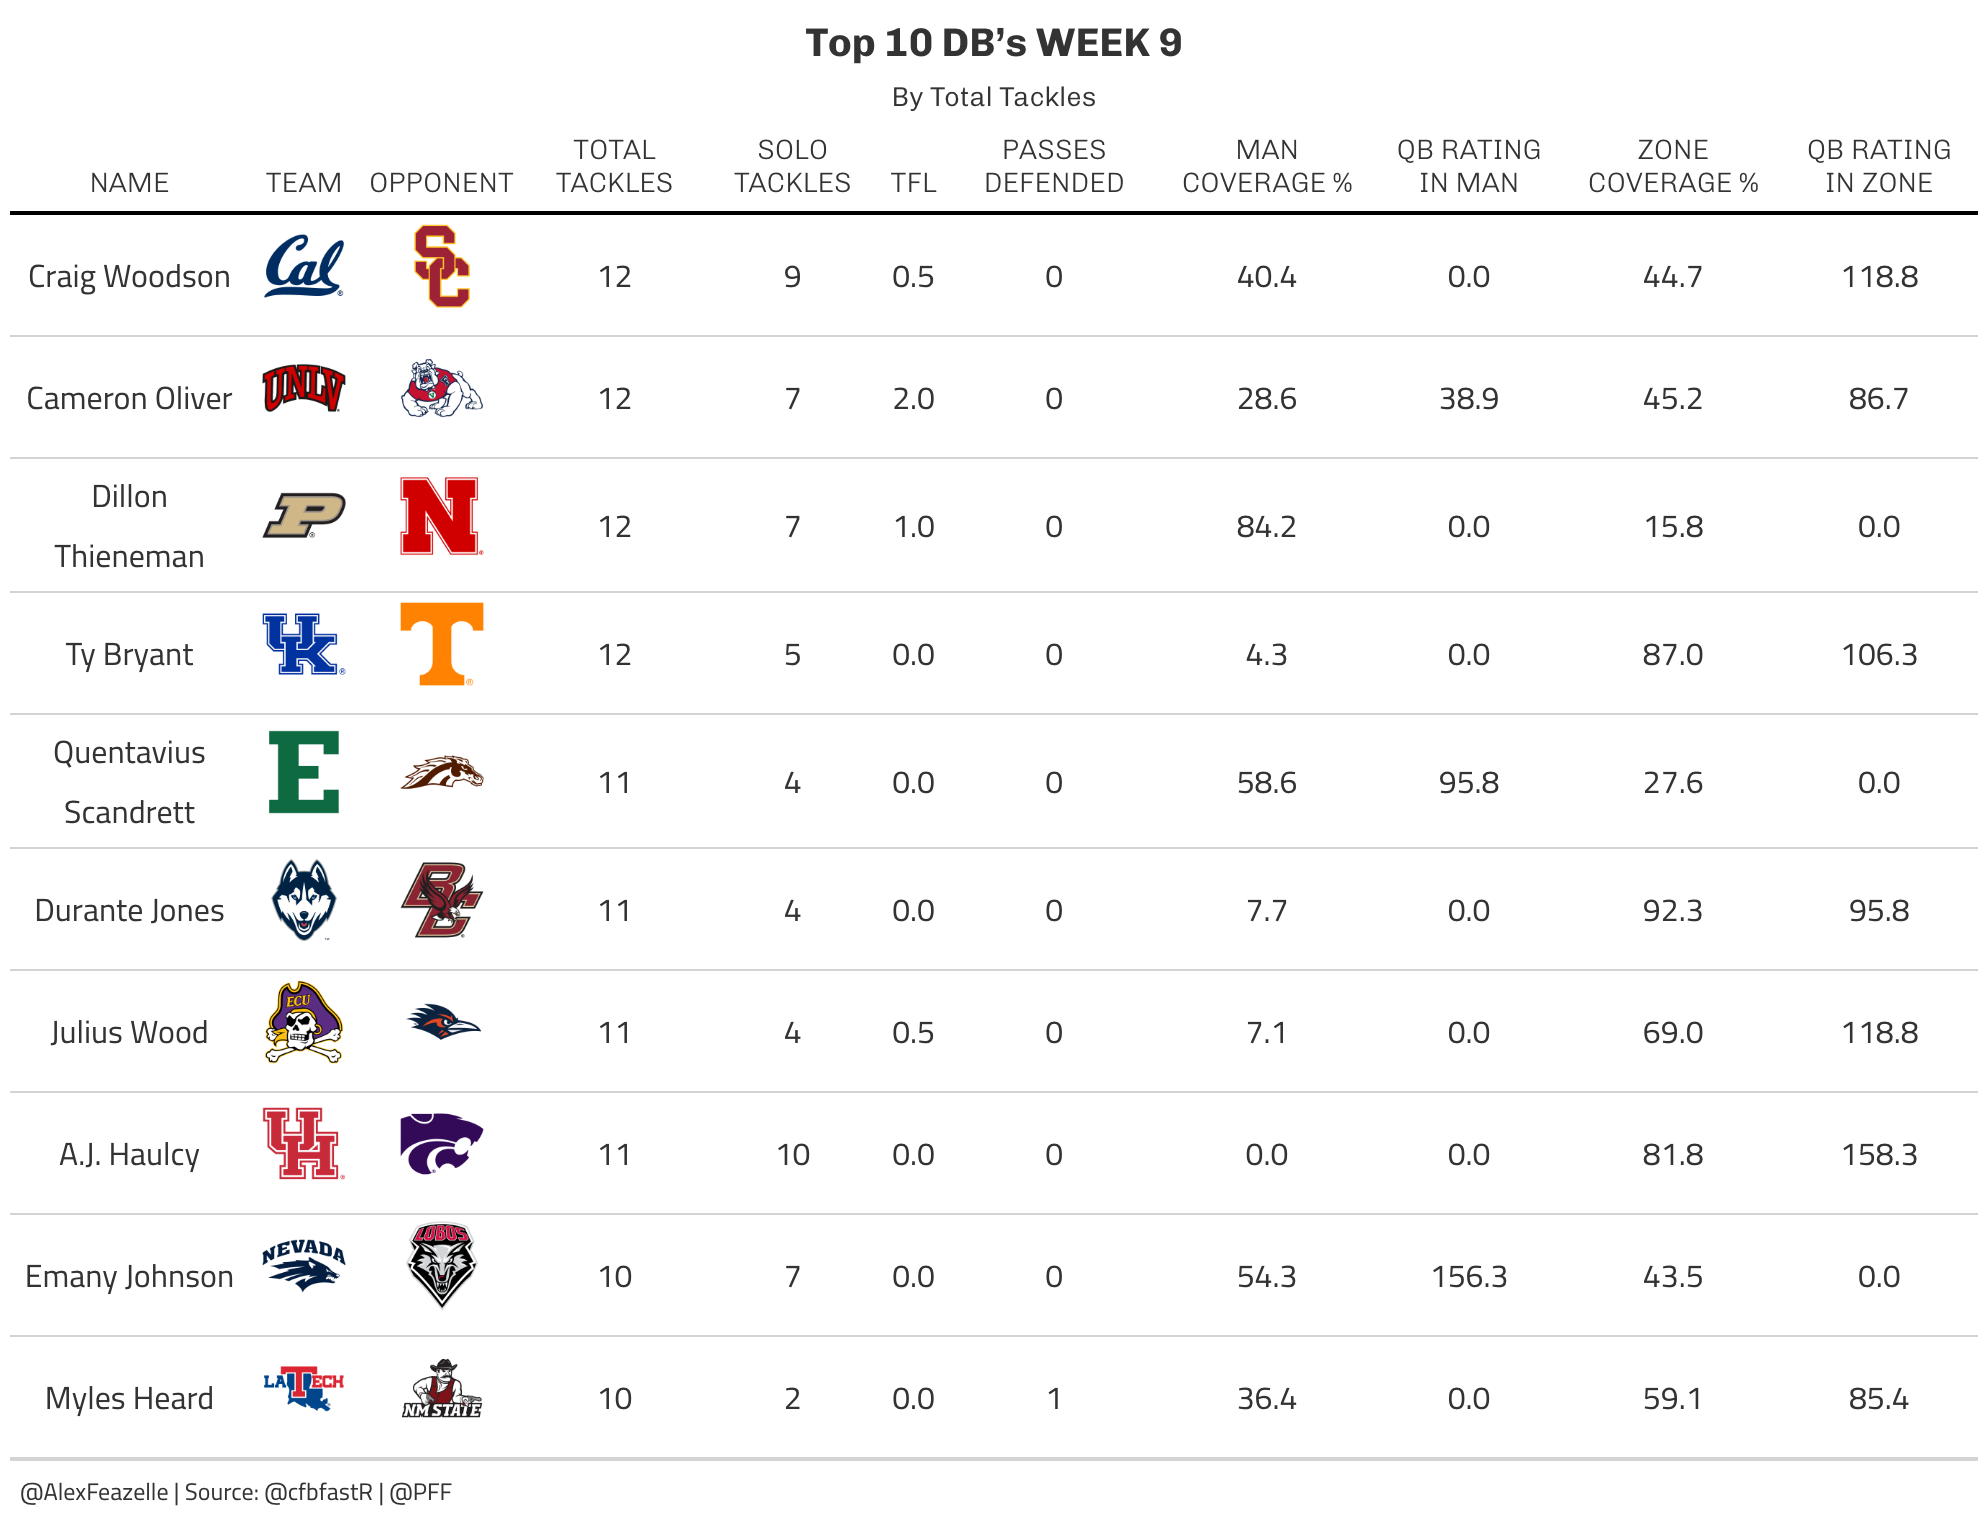 Top 10 DB’s WEEK 9
By Total Tackles
NAME TEAM OPPONENT TOTAL TACKLES SOLO TACKLES TFL PASSES DEFENDED MAN COVERAGE % QB RATING IN MAN ZONE COVERAGE % QB RATING IN ZONE
Craig Woodson Cal SC 12 9 0.5 0 40.4 0.0 44.7 118.8
Cameron Oliver UNLV 12 7 2.0 0 28.6 38.9 45.2 86.7
Dillon Thieneman P N 12 7 1.0 0 84.2 0.0 15.8 0.0
Ty Bryant UK T 12 5 0.0 0 4.3 0.0 87.0 106.3
Quentavius Scandrett E 11 4 0.0 0 58.6 95.8 27.6 0.0
Durante Jones BC 11 4 0.0 0 7.7 0.0 92.3 95.8
Julius Wood ECU 11 4 0.5 0 7.1 0.0 69.0 118.8
A.J. Haulcy UH 11 10 0.0 0 0.0 0.0 81.8 158.3
Emany Johnson NEVADA LOBOS 10 7 0.0 0 54.3 156.3 43.5 0.0
Myles Heard LA TECH NM STATE 10 2 0.0 1 36.4 0.0 59.1 85.4
@AlexFeazelle | Source: @cfbfastR | @PFF